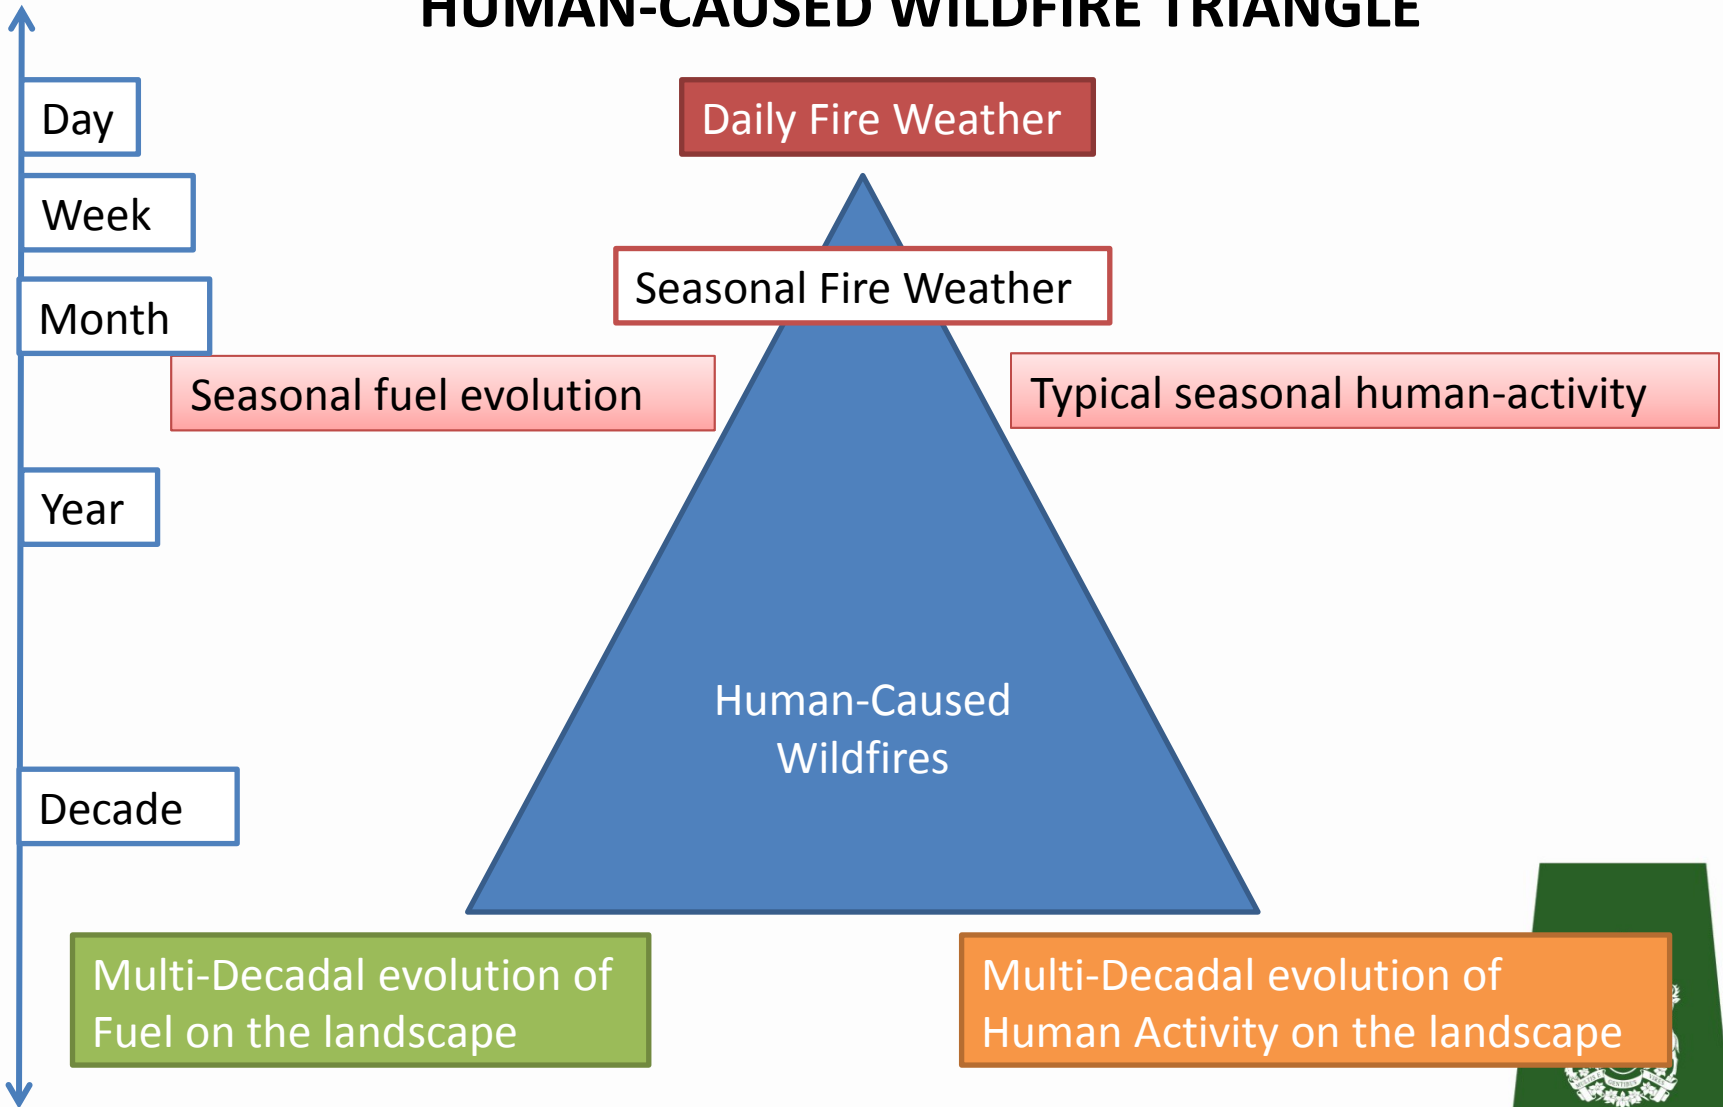 HUMAN-CAUSED WILDFIRE TRIANGLE
Day
Daily Fire Weather
Week
Seasonal Fire Weather
Month
Seasonal fuel evolution
Typical seasonal human-activity
Year
Human-Caused
Wildfires
Decade
Multi-Decadal evolution of
Fuel on the landscape
Multi-Decadal evolution of
Human Activity on the landscape